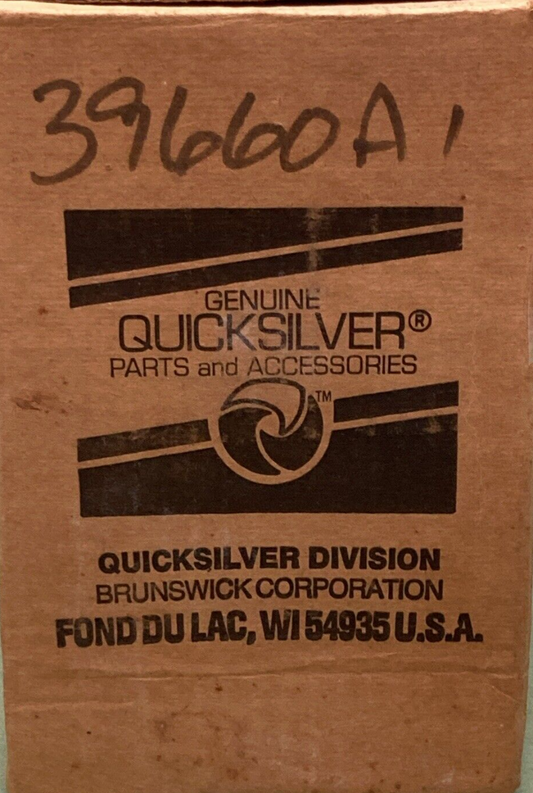 39660A1
GENUINE
QUICKSILVER®
PARTS and ACCESSORIES
TM
QUICKSILVER DIVISION
BRUNSWICK CORPORATION
FOND DU LAC, WI 54935 U.S.A.